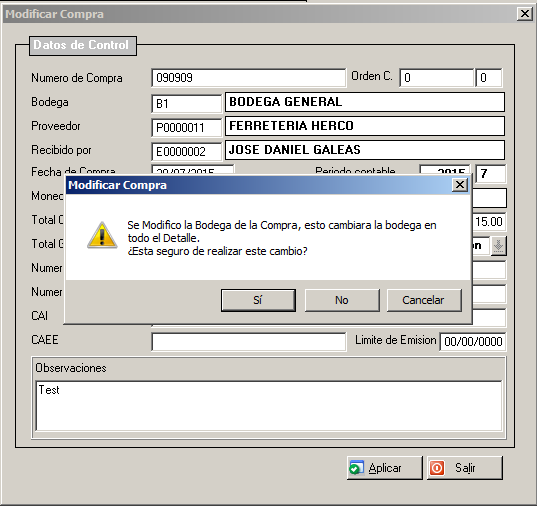 Modificar Compra
Datos de Control
Numero de Compra 090909 Orden C. 0 0
Bodega B1 BODEGA GENERAL
Proveedor P0000011 FERRETERIA HERCO
Recibido por E0000002 JOSE DANIEL GALEAS
Fecha de Compra 20/07/2015 Periodo contable 2015 7
Modificar Compra
Se Modifico la Bodega de la Compra, esto cambiara la bodega en
todo el Detalle.
¿Esta seguro de realizar este cambio?
Sí No Cancelar
Total 15.00
Total
Numer
Numer
CAI
CAEE Limite de Emision 00/00/0000
Observaciones
Test
Aplicar Salir